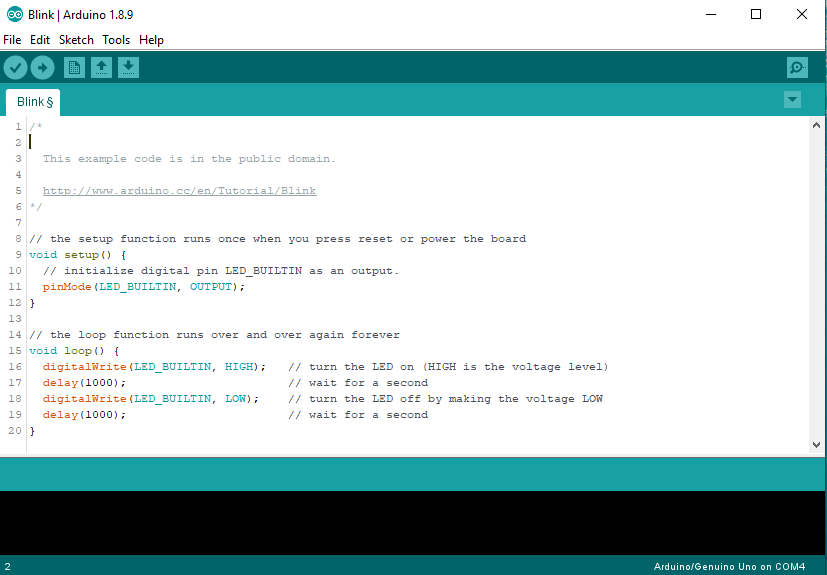 Blink | Arduino 1.8.9
File Edit Sketch Tools Help
Blink §
1 /*
2
3   This example code is in the public domain.
4
5   http://www.arduino.cc/en/Tutorial/Blink
6 */
7
8 // the setup function runs once when you press reset or power the board
9 void setup() {
10   // initialize digital pin LED_BUILTIN as an output.
11   pinMode(LED_BUILTIN, OUTPUT);
12 }
13
14 // the loop function runs over and over again forever
15 void loop() {
16   digitalWrite(LED_BUILTIN, HIGH);   // turn the LED on (HIGH is the voltage level)
17   delay(1000);                       // wait for a second
18   digitalWrite(LED_BUILTIN, LOW);    // turn the LED off by making the voltage LOW
19   delay(1000);                       // wait for a second
20 }
2 Arduino/Genuino Uno on COM4